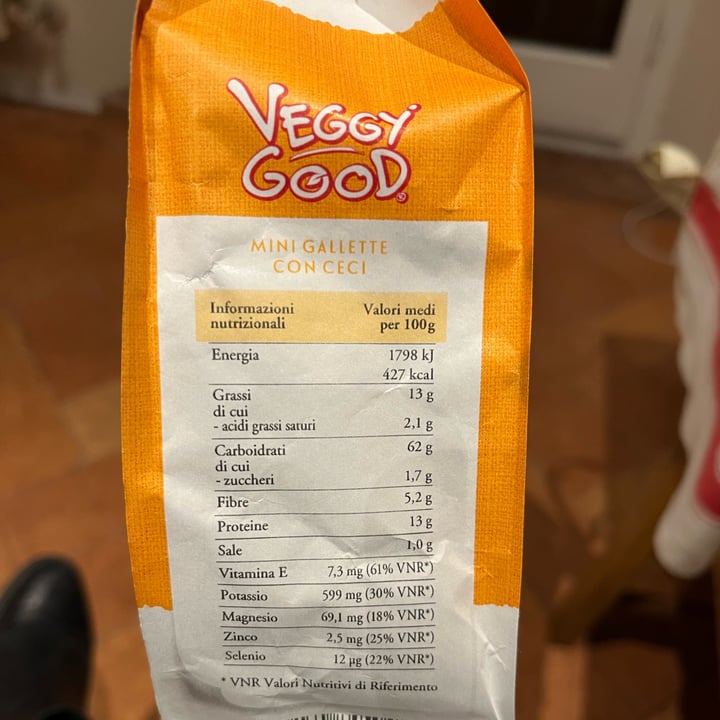 VEGGY
GOOD®
MINI GALLETTE
CON CECI
Informazioni nutrizionali Valori medi per 100g
Energia 1798 kJ
427 kcal
Grassi 13 g
di cui
- acidi grassi saturi 2,1 g
Carboidrati 62 g
di cui
- zuccheri 1,7 g
Fibre 5,2 g
Proteine 13 g
Sale 1,0 g
Vitamina E 7,3 mg (61% VNR*)
Potassio 599 mg (30% VNR*)
Magnesio 69,1 mg (18% VNR*)
Zinco 2,5 mg (25% VNR*)
Selenio 12 µg (22% VNR*)
* VNR Valori Nutritivi di Riferimento